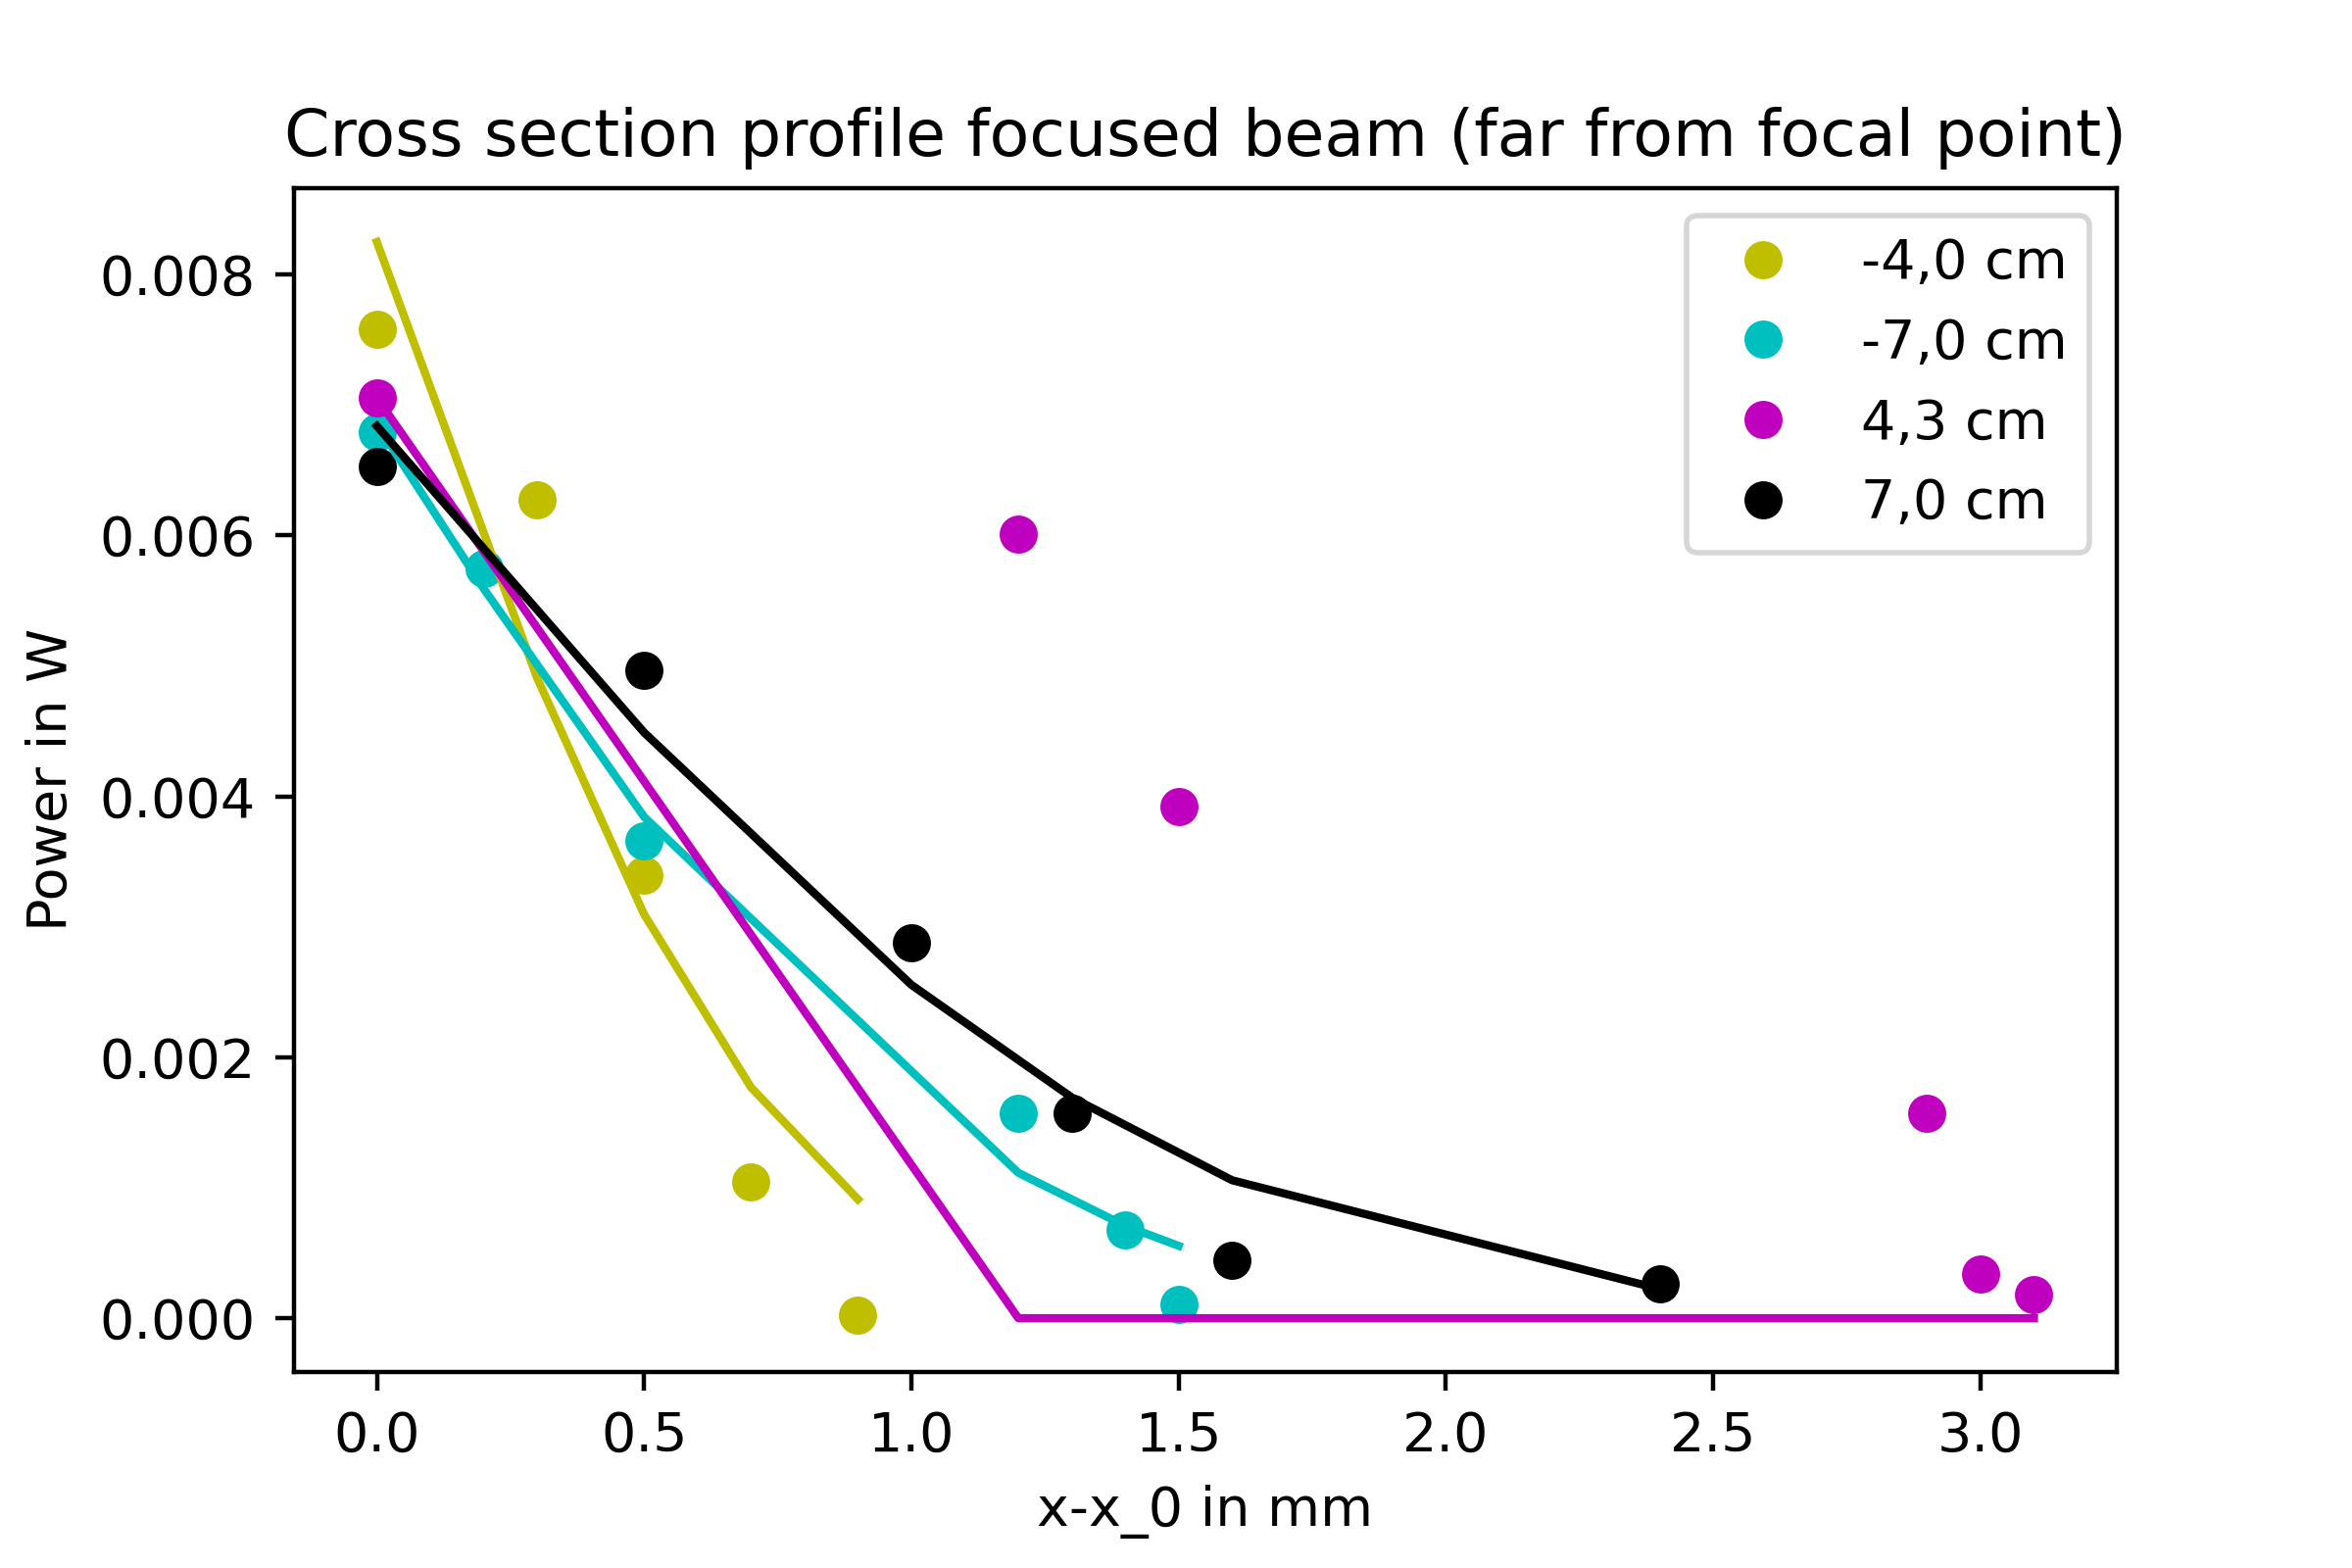 Cross section profile focused beam (far from focal point)
-4,0 cm
-7,0 cm
4,3 cm
7,0 cm
0.008
0.006
0.004
0.002
0.000
Power in W
0.0 0.5 1.0 1.5 2.0 2.5 3.0
x-x_0 in mm